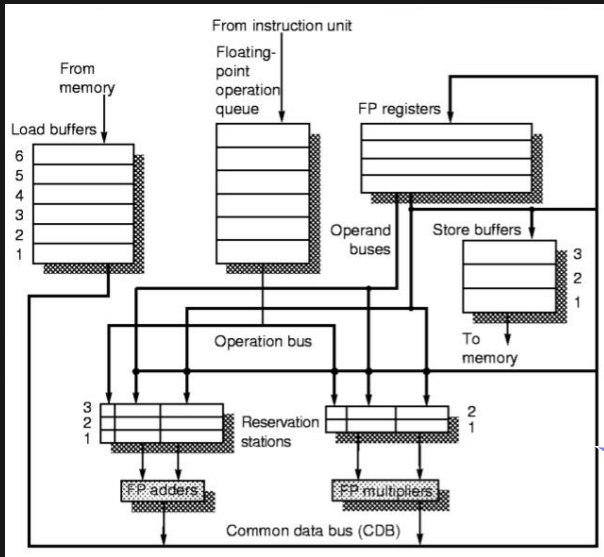 From instruction unit
Floating-
point
operation
queue
From
memory
Load buffers
6
5
4
3
2
1
FP registers
Operand
buses
Store buffers
3
2
1
To
memory
Operation bus
3
2
1
Reservation
stations
2
1
FP adders
FP multipliers
Common data bus (CDB)